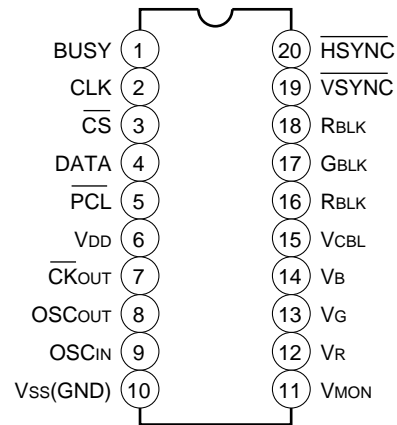 BUSY 1 20 HSYNC
CLK 2 19 VSYNC
CS 3 18 RBLK
DATA 4 17 GBLK
PCL 5 16 RBLK
VDD 6 15 VCBL
CKOUT 7 14 VB
OSCOUT 8 13 VG
OSCIN 9 12 VR
VSS(GND) 10 11 VMON